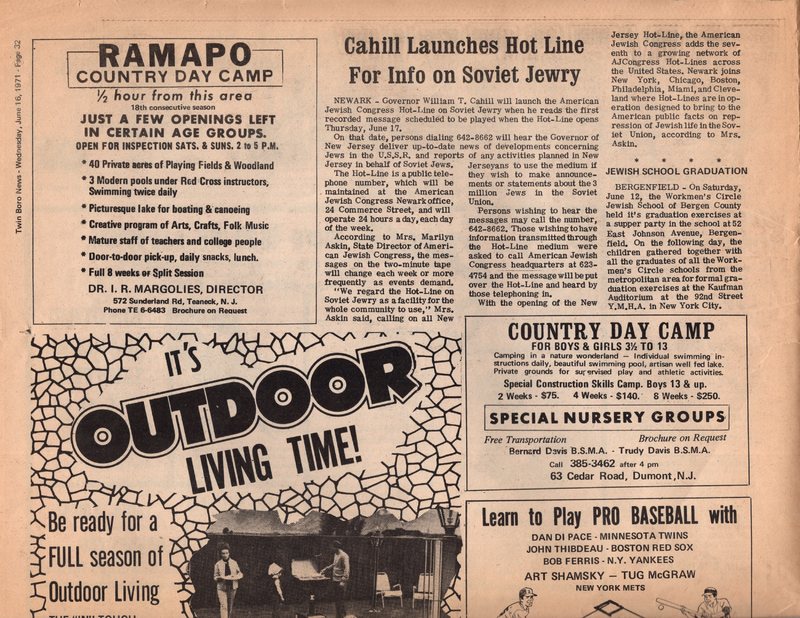 Twin Boro News - Wednesday, June 16, 1971 - Page 32
RAMAPO
COUNTRY DAY CAMP
½ hour from this area
18th consecutive season
JUST A FEW OPENINGS LEFT
IN CERTAIN AGE GROUPS.
OPEN FOR INSPECTION SATS. & SUNS. 2 to 5 P.M.
* 40 Private acres of Playing Fields & Woodland
* 3 Modern pools under Red Cross instructors,
Swimming twice daily
* Picturesque lake for boating & canoeing
* Creative program of Arts, Crafts, Folk Music
* Mature staff of teachers and college people
* Door-to-door pick-up, daily snacks, lunch.
* Full 8 weeks or Split Session
DR. I. R. MARGOLIES, DIRECTOR
572 Sunderland Rd, Teaneck, N. J.
Phone TE 6-6483 Brochure on Request
Cahill Launches Hot Line
For Info on Soviet Jewry
NEWARK - Governor William T. Cahill will launch the American
Jewish Congress Hot-Line on Soviet Jewry when he reads the first
recorded message scheduled to be played when the Hot-Line opens
Thursday, June 17.
On that date, persons dialing 642-8662 will hear the Governor of
New Jersey deliver up-to-date news of developments concerning
Jews in the U.S.S.R. and reports of any activities planned in New
Jersey in behalf of Soviet Jews.
The Hot-Line is a public tele-
phone number, which will be
maintained at the American
Jewish Congress Newark office,
24 Commerce Street, and will
operate 24 hours a day, each day
of the week.
According to Mrs. Marilyn
Askin, State Director of Ameri-
can Jewish Congress, the mes-
sages on the two-minute tape
will change each week or more
frequently as events demand.
"We regard the Hot-Line on
Soviet Jewry as a facility for the
whole community to use," Mrs.
Askin said, calling on all New
Jerseyans to use the medium if
they wish to make announce-
ments or statements about the 3
million Jews in the Soviet
Union.
Persons wishing to hear the
messages may call the number,
642-8662. Those wishing to have
information transmitted through
the Hot-Line medium were
asked to call American Jewish
Congress headquarters at 623-
4754 and the message will be put
over the Hot-Line and heard by
those telephoning in.
With the opening of the New
Jersey Hot-Line, the American
Jewish Congress adds the sev-
enth to a growing network of
AJCongress Hot-Lines across
the United States. Newark joins
New York, Chicago, Boston,
Philadelphia, Miami, and Cleve-
land where Hot-Lines are in op-
eration designed to bring to the
American public facts on rep-
ression of Jewish life in the Sov-
iet Union, according to Mrs.
Askin.
* * * *
JEWISH SCHOOL GRADUATION
BERGENFIELD - On Saturday,
June 12, the Workmen's Circle
Jewish School of Bergen County
held it's graduation exercises at
a supper party in the school at 52
East Johnson Avenue, Bergen-
field. On the following day, the
children gathered together with
all the graduates of all the Work-
men's Circle schools from the
metropolitan area for formal gra-
duation exercises at the Kaufman
Auditorium at the 92nd Street
Y.M.H.A. in New York City.
IT'S
OUTDOOR
LIVING TIME!
Be ready for a
FULL season of
Outdoor Living
COUNTRY DAY CAMP
FOR BOYS & GIRLS 3½ TO 13
Camping in a nature wonderland — Individual swimming in-
structions daily, beautiful swimming pool, artisan well fed lake.
Private grounds for supervised play and athletic activities.
Special Construction Skills Camp. Boys 13 & up.
2 Weeks - $75. 4 Weeks - $140. 8 Weeks - $250.
SPECIAL NURSERY GROUPS
Free Transportation Brochure on Request
Bernard Davis B.S.M.A. - Trudy Davis B.S.M.A.
Call 385-3462 after 4 pm
63 Cedar Road, Dumont, N.J.
Learn to Play PRO BASEBALL with
DAN DI PACE - MINNESOTA TWINS
JOHN THIBDEAU - BOSTON RED SOX
BOB FERRIS - N.Y. YANKEES
ART SHAMSKY — TUG McGRAW
NEW YORK METS